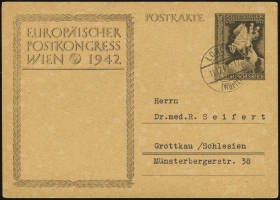 EUROPÄISCHER
POSTKONGRESS
WIEN 1942
POSTKARTE
Herrn
Dr.med.R. Seifert
Grottkau /Schlesien
Münsterbergerstr. 38